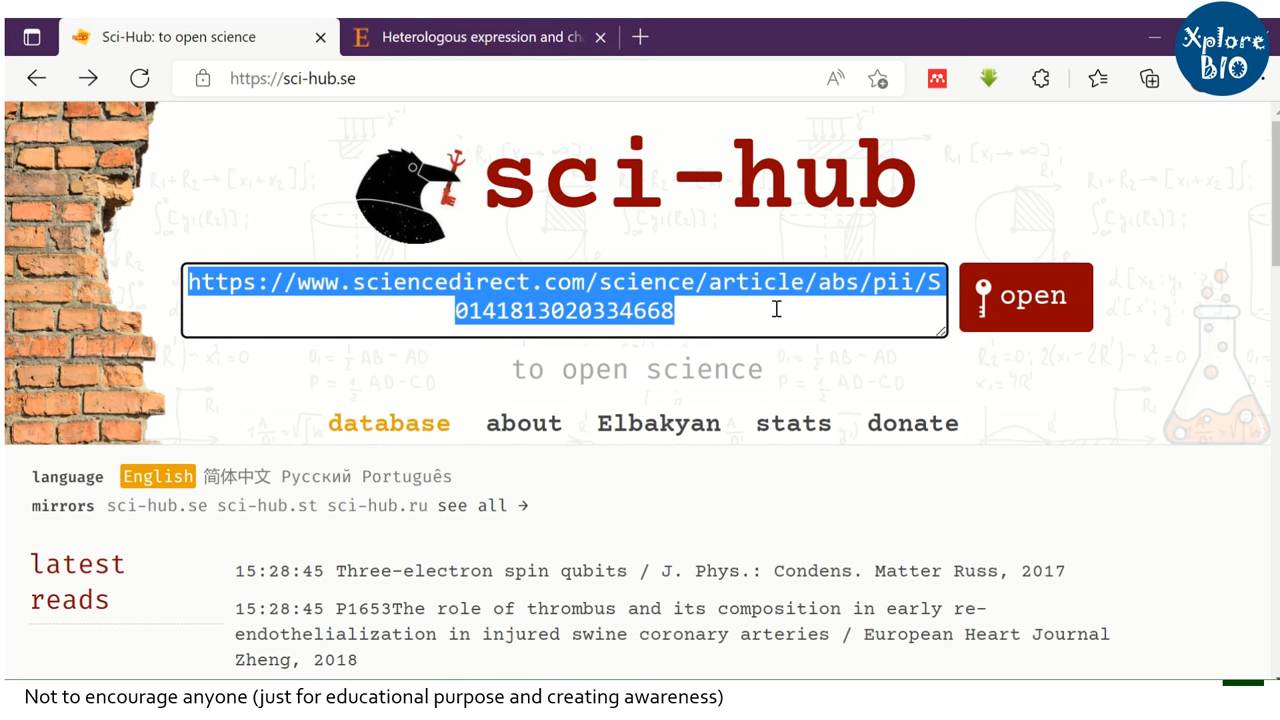 Sci-Hub: to open science
Heterologous expression and ch
Xplore
BIO
https://sci-hub.se
sci-hub
https://www.sciencedirect.com/science/article/abs/pii/S
0141813020334668
open
to open science
database about Elbakyan stats donate
language English 简体中文 Русский Português
mirrors sci-hub.se sci-hub.st sci-hub.ru see all →
latest
reads
15:28:45 Three-electron spin qubits / J. Phys.: Condens. Matter Russ, 2017
15:28:45 P1653The role of thrombus and its composition in early re-
endothelialization in injured swine coronary arteries / European Heart Journal
Zheng, 2018
Not to encourage anyone (just for educational purpose and creating awareness)